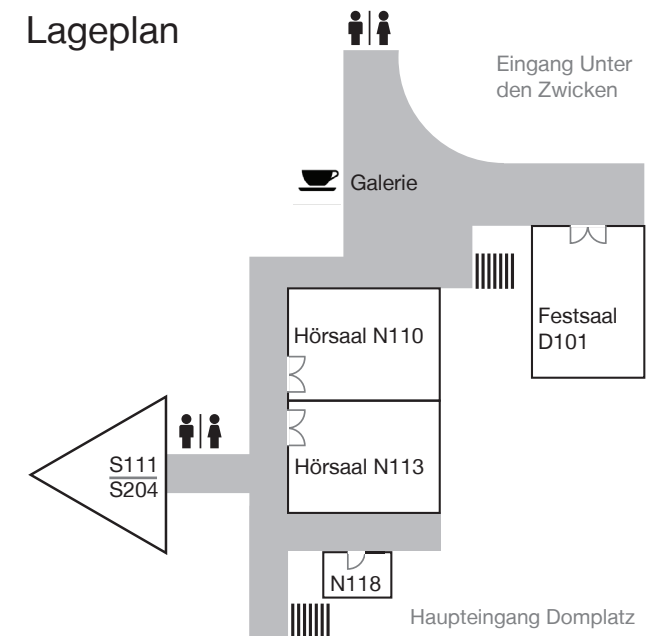 Lageplan
Eingang Unter
den Zwicken
Galerie
Festsaal
D101
Hörsaal N110
Hörsaal N113
S111
S204
N118
Haupteingang Domplatz